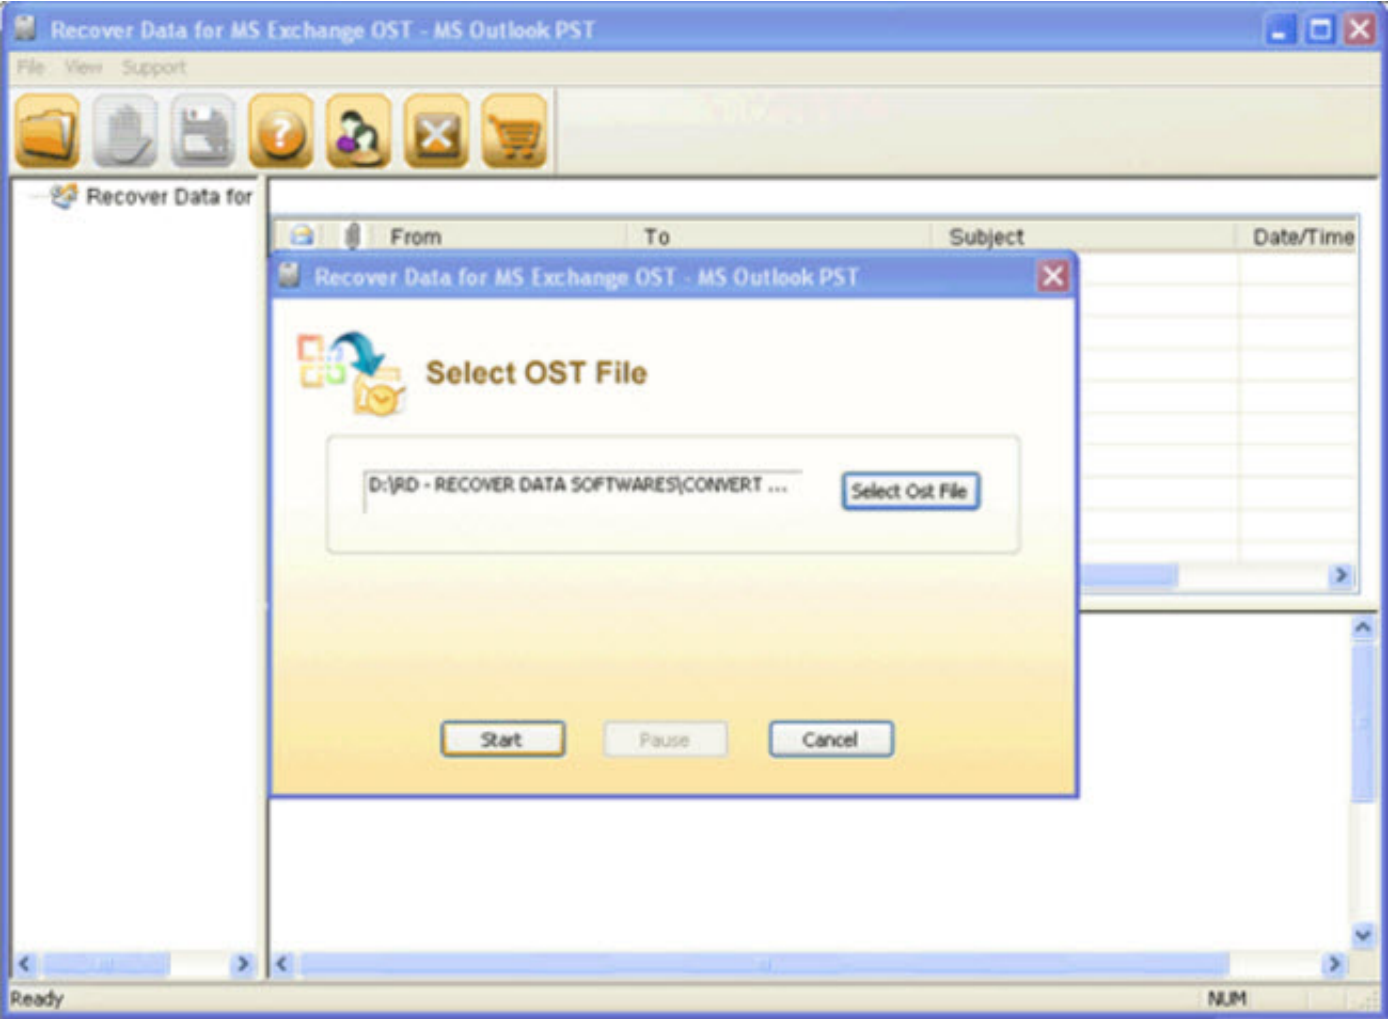 Recover Data for MS Exchange OST - MS Outlook PST
File View Support
Recover Data for
From To Subject Date/Time
Recover Data for MS Exchange OST - MS Outlook PST
Select OST File
D:\RD - RECOVER DATA SOFTWARES\CONVERT ...
Select Ost File
Start Pause Cancel
Ready NUM